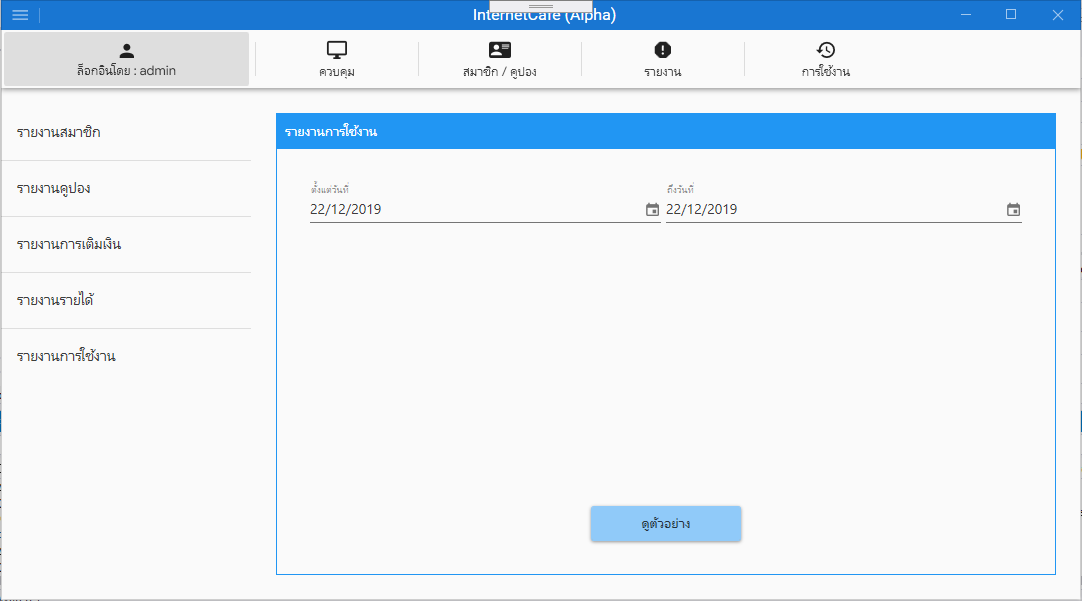 InternetCafe (Alpha)
ล็อกอินโดย : admin
ควบคุม
สมาชิก / คูปอง
รายงาน
การใช้งาน
รายงานสมาชิก
รายงานคูปอง
รายงานการเติมเงิน
รายงานรายได้
รายงานการใช้งาน
รายงานการใช้งาน
ตั้งแต่วันที่
22/12/2019
ถึงวันที่
22/12/2019
ดูตัวอย่าง